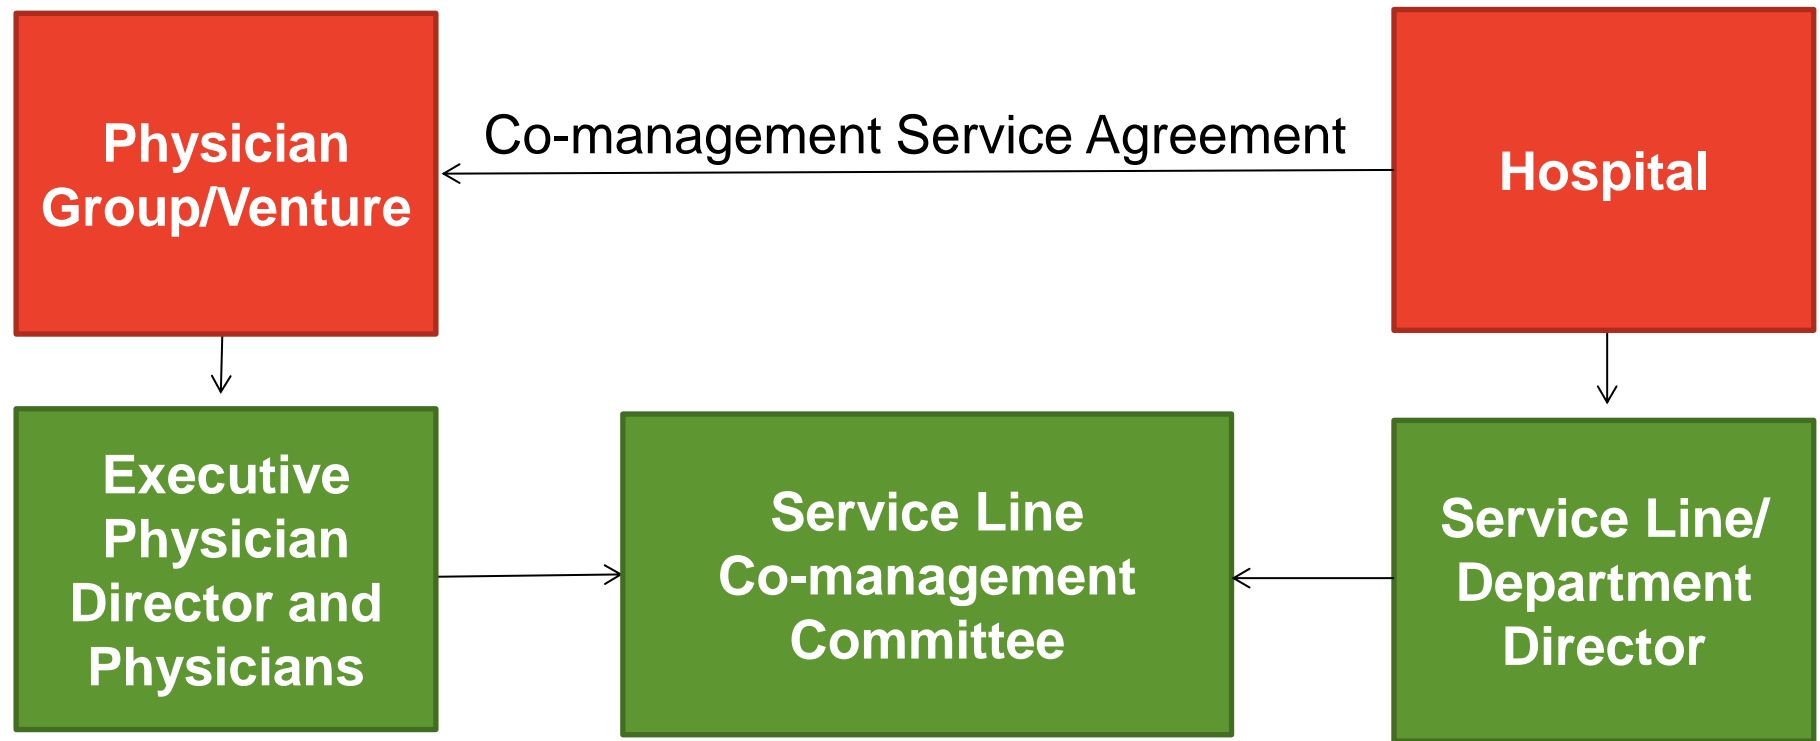 Physician
Group/Venture
Co-management Service Agreement
Hospital
Executive
Physician
Director and
Physicians
Service Line
Co-management
Committee
Service Line/
Department
Director